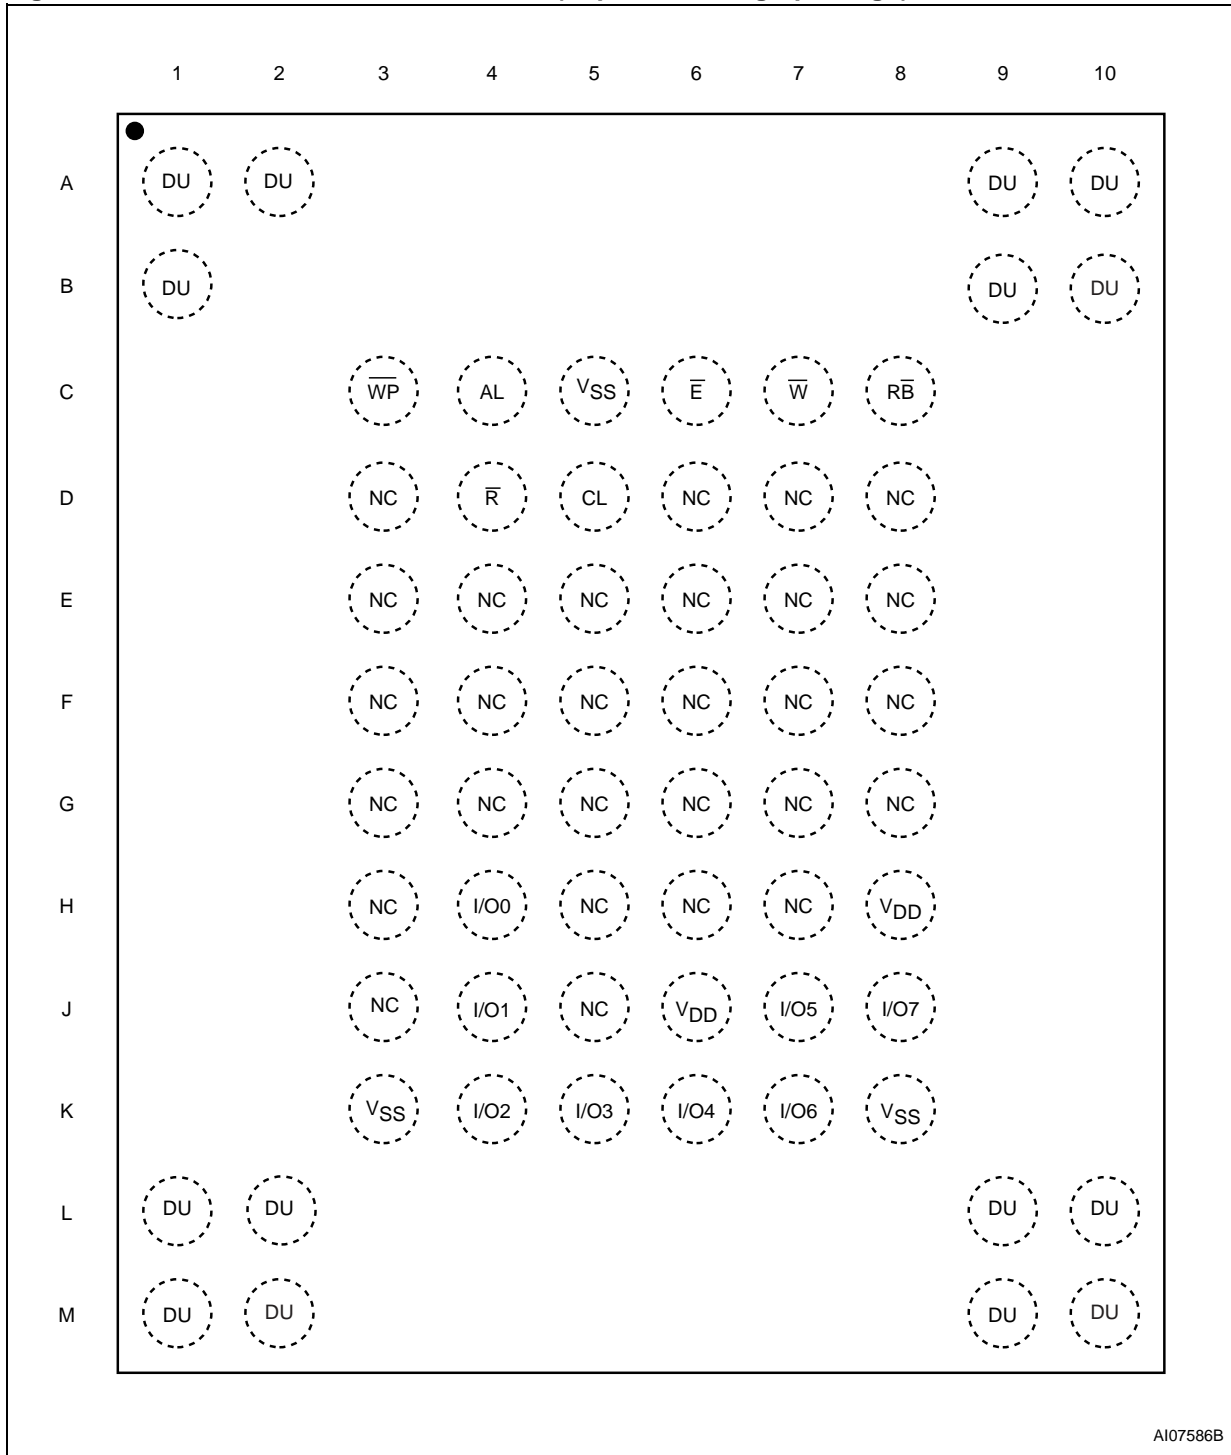 1 2 3 4 5 6 7 8 9 10
A DU DU DU DU
B DU DU DU
C W̅P̅ AL VSS E̅ W̅ RB̅
D NC R̅ CL NC NC NC
E NC NC NC NC NC NC
F NC NC NC NC NC NC
G NC NC NC NC NC NC
H NC I/O0 NC NC NC VDD
J NC I/O1 NC VDD I/O5 I/O7
K VSS I/O2 I/O3 I/O4 I/O6 VSS
L DU DU DU DU
M DU DU DU DU
AI07586B